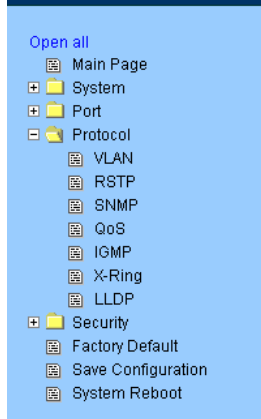 Open all
Main Page
System
Port
Protocol
VLAN
RSTP
SNMP
QoS
IGMP
X-Ring
LLDP
Security
Factory Default
Save Configuration
System Reboot